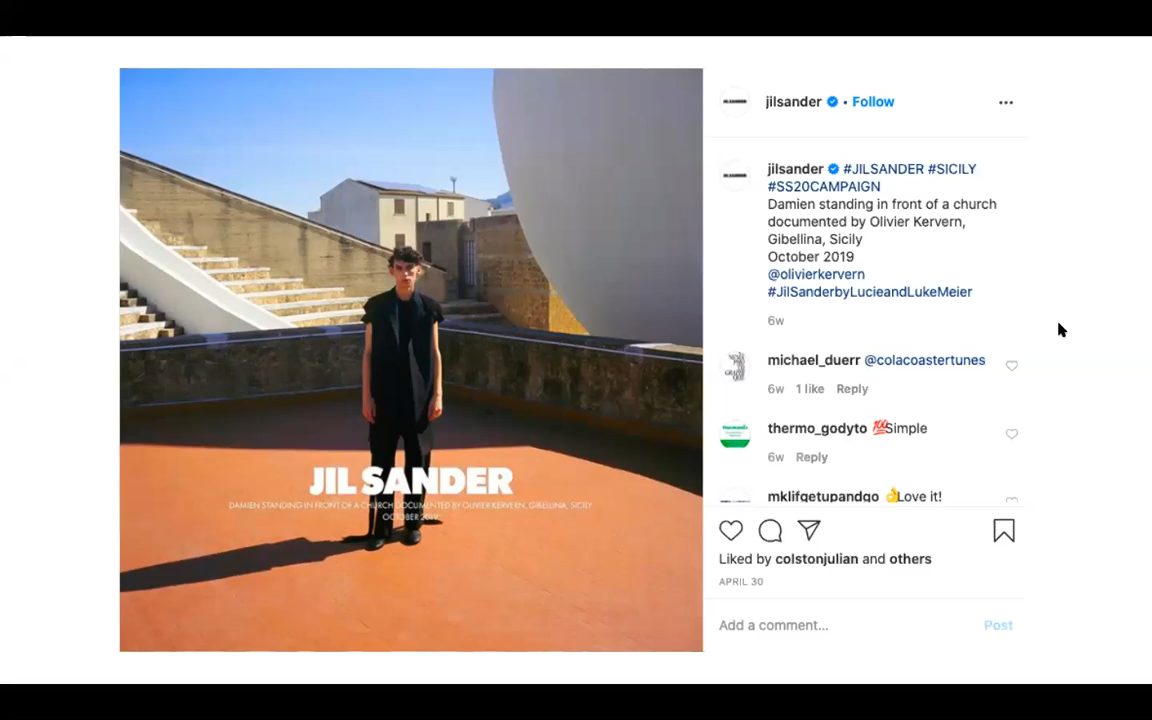 jilsander • Follow
jilsander #JILSANDER #SICILY
#SS20CAMPAIGN
Damien standing in front of a church
documented by Olivier Kervern,
Gibellina, Sicily
October 2019
@olivierkervern
#JilSanderbyLucieandLukeMeier
6w
michael_duerr @colacoastertunes
6w 1 like Reply
thermo_godyto 💯Simple
6w Reply
mklifgetupandgo 👌Love it!
Liked by colstonjulian and others
APRIL 30
Add a comment... Post
JIL SANDER
DAMIEN STANDING IN FRONT OF A CHURCH DOCUMENTED BY OLIVIER KERVERN, GIBELLINA, SICILY
OCTOBER 2019